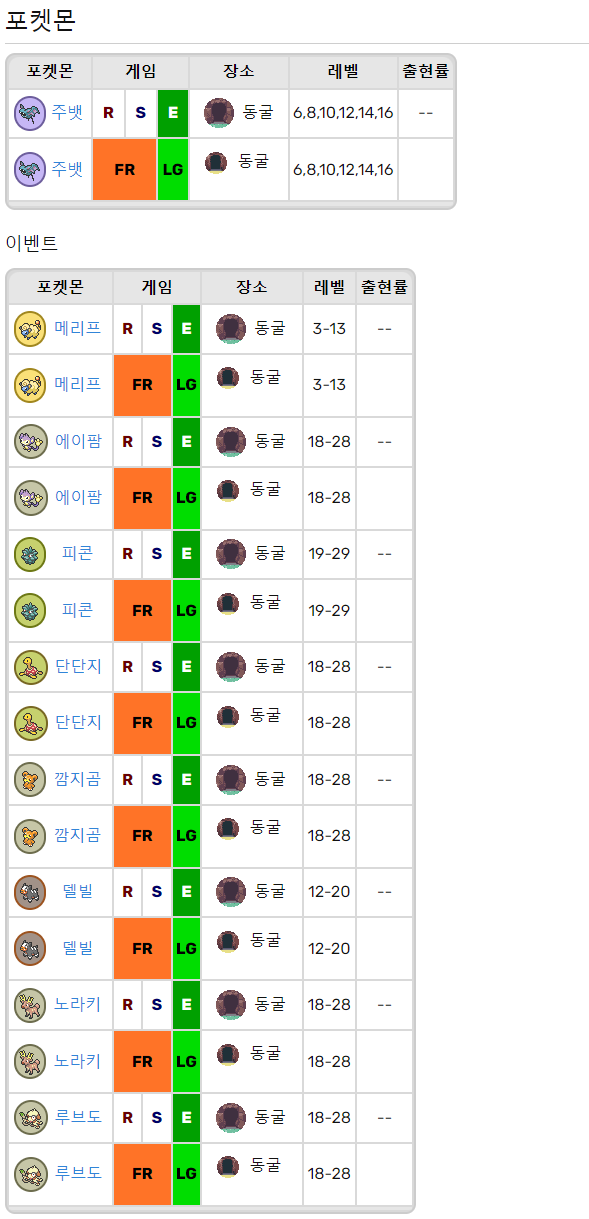 포켓몬
포켓몬 게임 장소 레벨 출현률
주뱃 R S E 동굴 6,8,10,12,14,16 --
주뱃 FR LG 동굴 6,8,10,12,14,16
이벤트
포켓몬 게임 장소 레벨 출현률
메리프 R S E 동굴 3-13 --
메리프 FR LG 동굴 3-13
에이팜 R S E 동굴 18-28 --
에이팜 FR LG 동굴 18-28
피콘 R S E 동굴 19-29 --
피콘 FR LG 동굴 19-29
단단지 R S E 동굴 18-28 --
단단지 FR LG 동굴 18-28
깜지곰 R S E 동굴 18-28 --
깜지곰 FR LG 동굴 18-28
델빌 R S E 동굴 12-20 --
델빌 FR LG 동굴 12-20
노라키 R S E 동굴 18-28 --
노라키 FR LG 동굴 18-28
루브도 R S E 동굴 18-28 --
루브도 FR LG 동굴 18-28